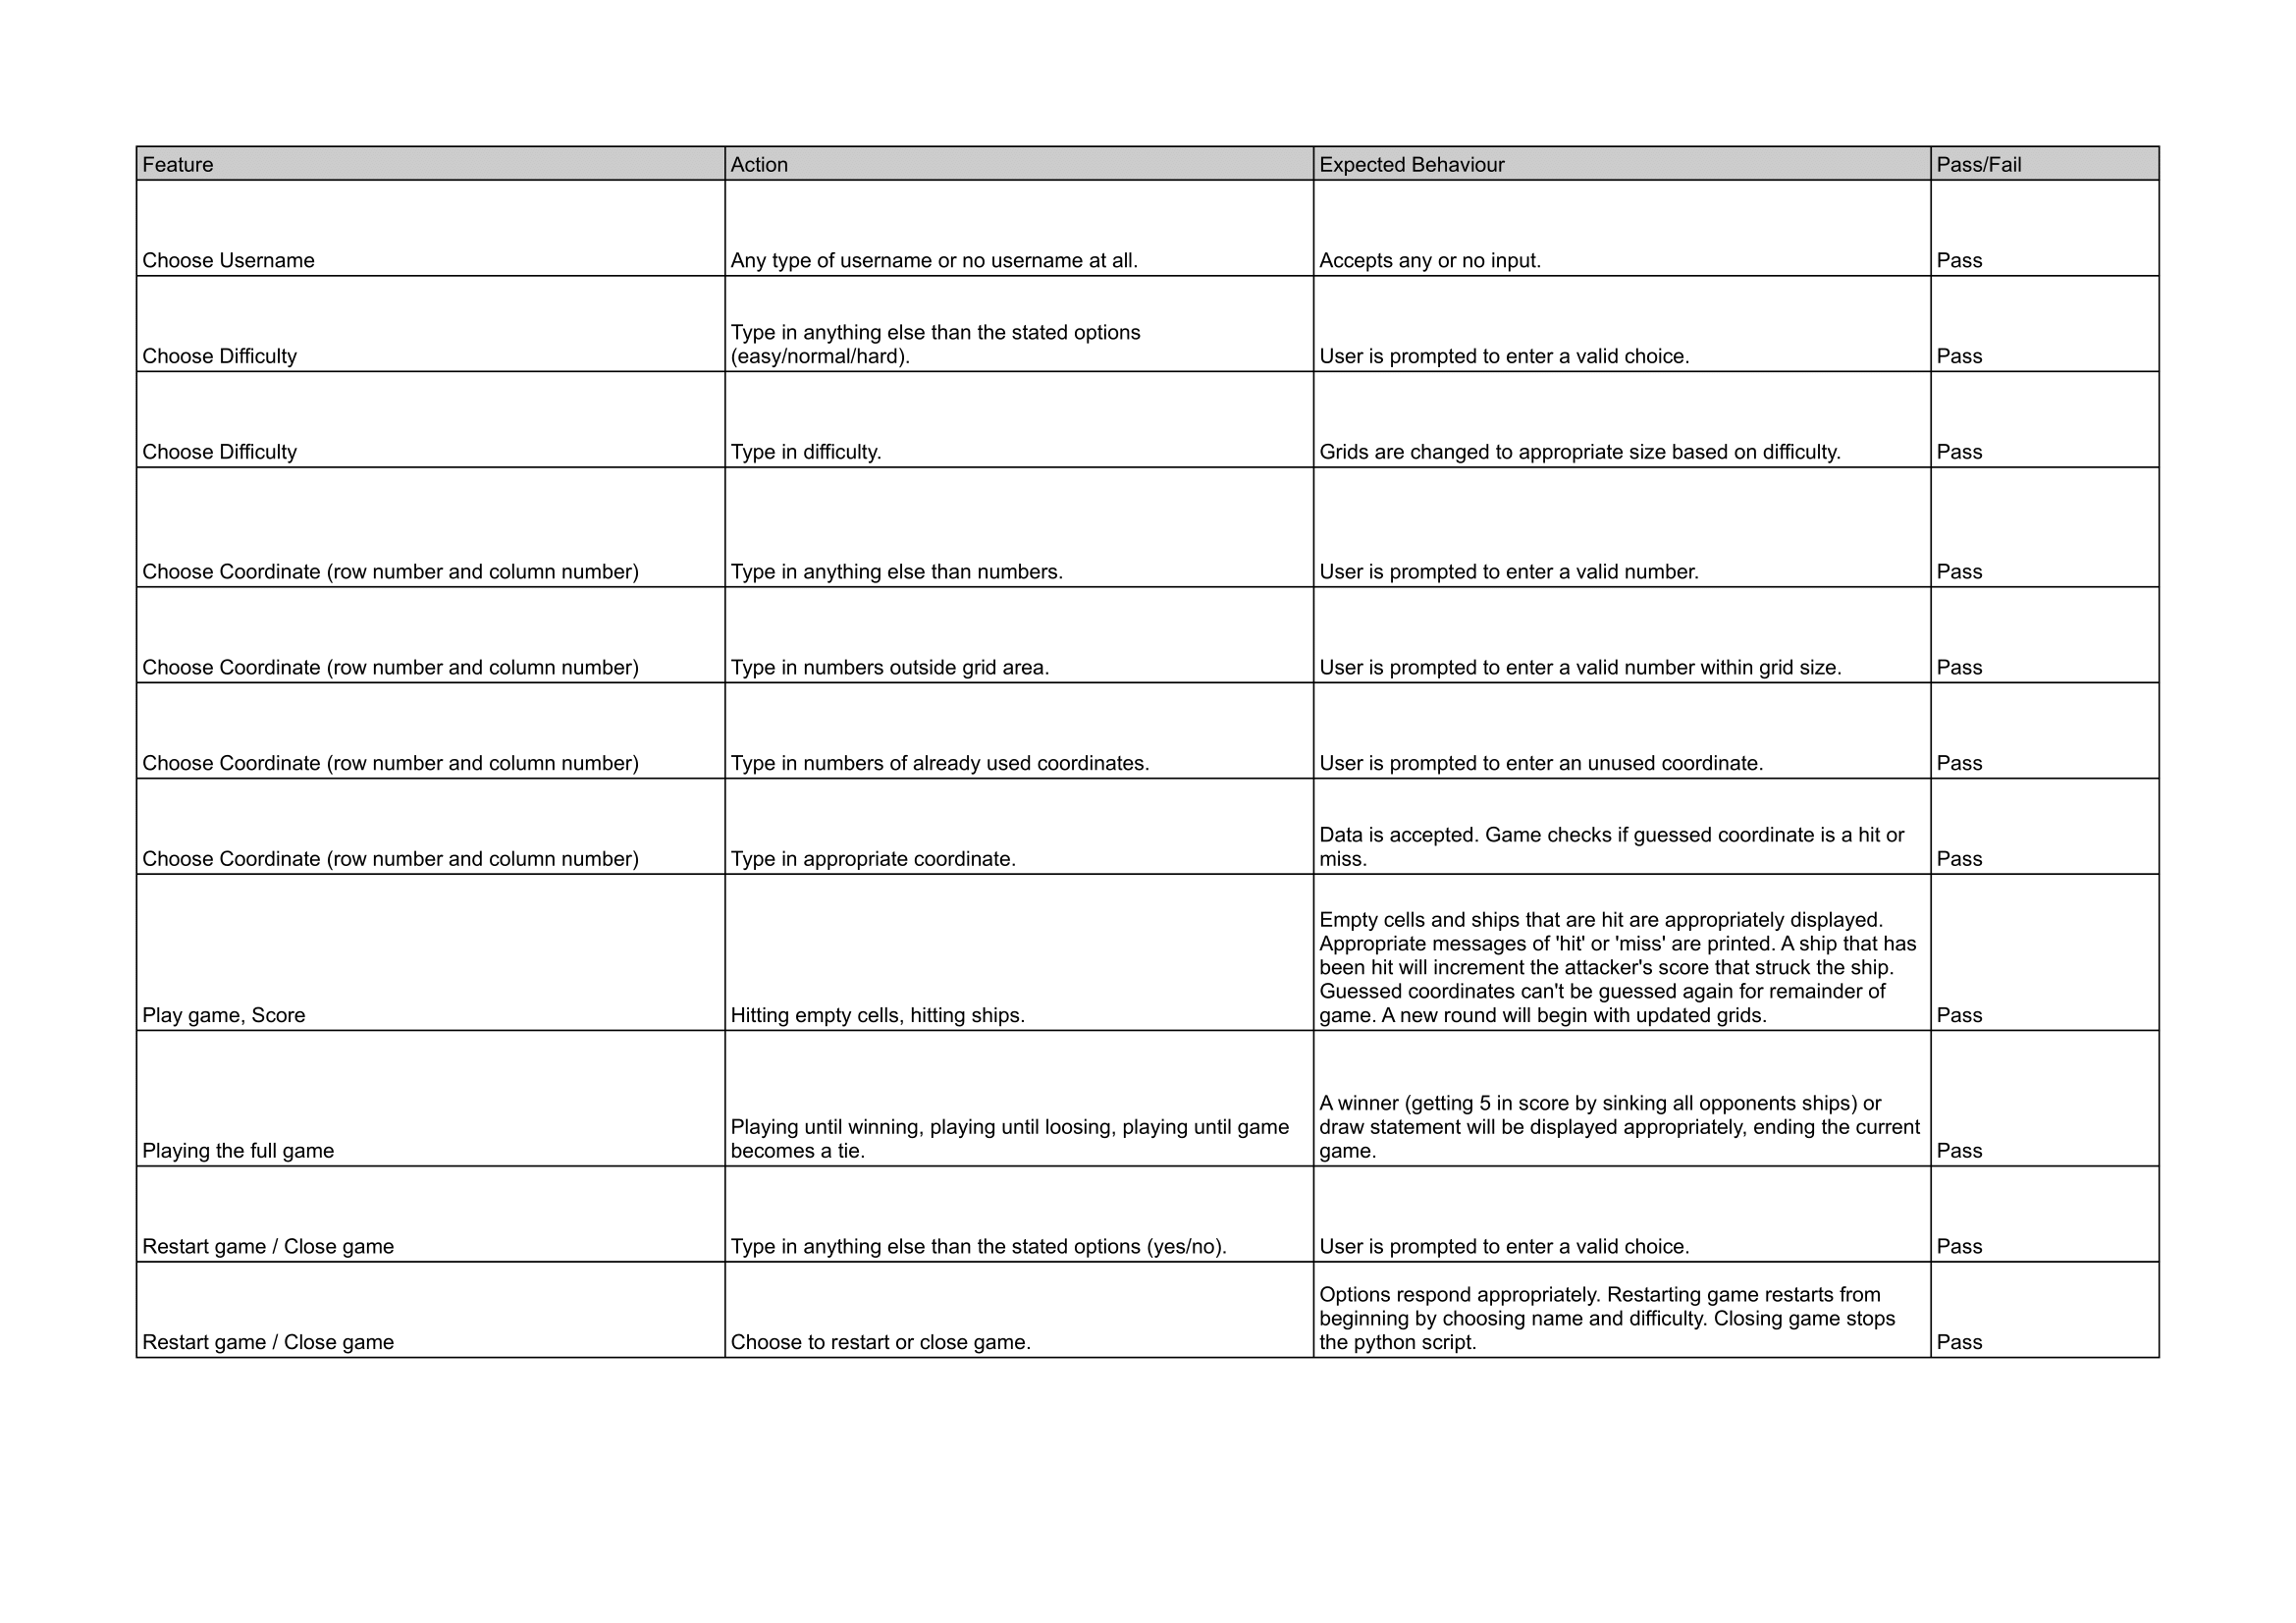 Feature Action Expected Behaviour Pass/Fail
Choose Username Any type of username or no username at all. Accepts any or no input. Pass
Type in anything else than the stated options
Choose Difficulty (easy/normal/hard). User is prompted to enter a valid choice. Pass
Choose Difficulty Type in difficulty. Grids are changed to appropriate size based on difficulty. Pass
Choose Coordinate (row number and column number) Type in anything else than numbers. User is prompted to enter a valid number. Pass
Choose Coordinate (row number and column number) Type in numbers outside grid area. User is prompted to enter a valid number within grid size. Pass
Choose Coordinate (row number and column number) Type in numbers of already used coordinates. User is prompted to enter an unused coordinate. Pass
Data is accepted. Game checks if guessed coordinate is a hit or
Choose Coordinate (row number and column number) Type in appropriate coordinate. miss. Pass
Empty cells and ships that are hit are appropriately displayed.
Appropriate messages of 'hit' or 'miss' are printed. A ship that has
been hit will increment the attacker's score that struck the ship.
Guessed coordinates can't be guessed again for remainder of
Play game, Score Hitting empty cells, hitting ships. game. A new round will begin with updated grids. Pass
A winner (getting 5 in score by sinking all opponents ships) or
Playing until winning, playing until loosing, playing until game draw statement will be displayed appropriately, ending the current
Playing the full game becomes a tie. game. Pass
Restart game / Close game Type in anything else than the stated options (yes/no). User is prompted to enter a valid choice. Pass
Options respond appropriately. Restarting game restarts from
beginning by choosing name and difficulty. Closing game stops
Restart game / Close game Choose to restart or close game. the python script. Pass